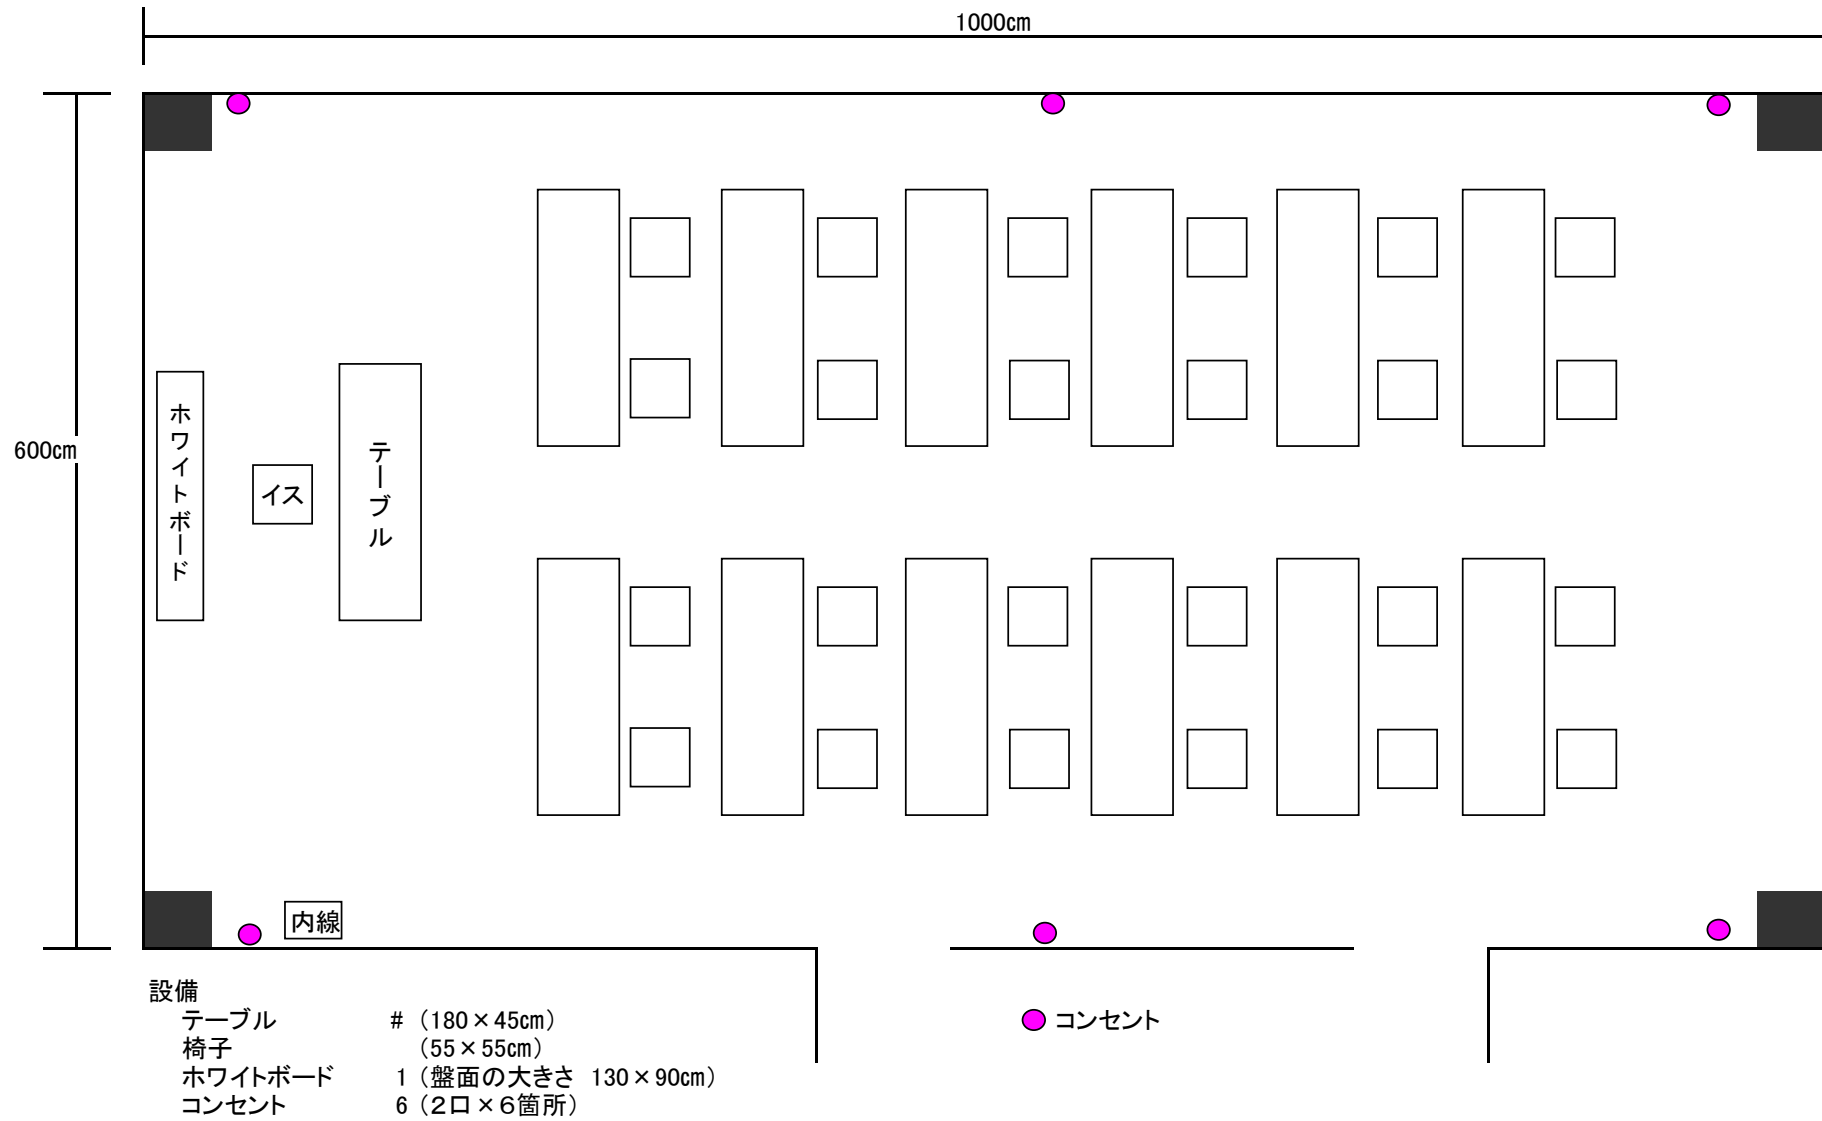 1000cm
600cm
ホワイトボード
イス
テーブル
内線
設備
テーブル # （180×45cm）
椅子 （55×55cm）
ホワイトボード 1 （盤面の大きさ 130×90cm）
コンセント 6 （２口×６箇所）
コンセント